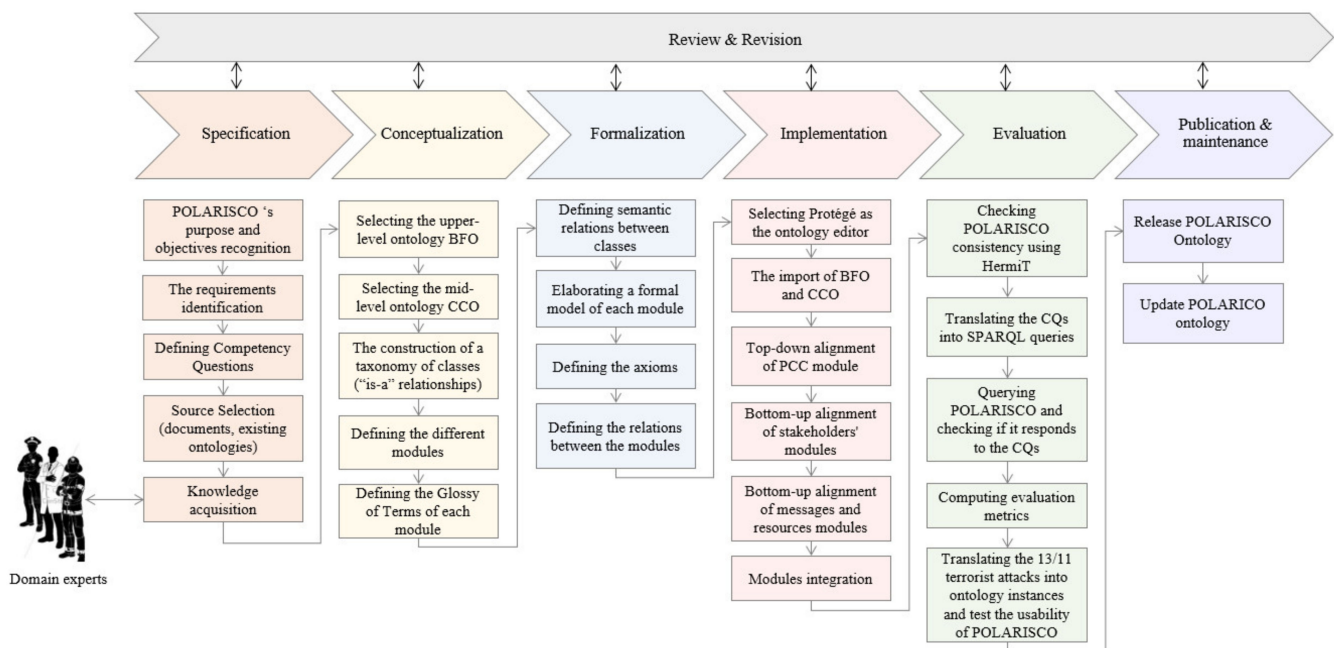 Review & Revision
Specification
Conceptualization
Formalization
Implementation
Evaluation
Publication &
maintenance
POLARISCO ‘s
purpose and
objectives recognition
The requirements
identification
Defining Competency
Questions
Source Selection
(documents, existing
ontologies)
Knowledge
acquisition
Domain experts
Selecting the upper-
level ontology BFO
Selecting the mid-
level ontology CCO
The construction of a
taxonomy of classes
(“is-a” relationships)
Defining the different
modules
Defining the Glossy
of Terms of each
module
Defining semantic
relations between
classes
Elaborating a formal
model of each module
Defining the axioms
Defining the relations
between the modules
Selecting Protégé as
the ontology editor
The import of BFO
and CCO
Top-down alignment
of PCC module
Bottom-up alignment
of stakeholders'
modules
Bottom-up alignment
of messages and
resources modules
Modules integration
Checking
POLARISCO
consistency using
HermiT
Translating the CQs
into SPARQL queries
Querying
POLARISCO and
checking if it responds
to the CQs
Computing evaluation
metrics
Translating the 13/11
terrorist attacks into
ontology instances
and test the usability
of POLARISCO
Release POLARISCO
Ontology
Update POLARICO
ontology